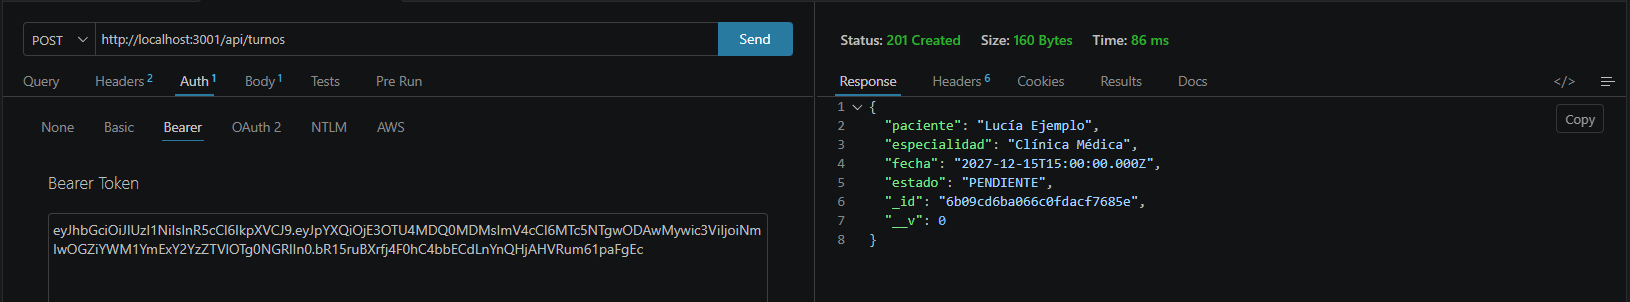 POST http://localhost:3001/api/turnos Send
Query Headers 2 Auth 1 Body 1 Tests Pre Run
None Basic Bearer OAuth 2 NTLM AWS
Bearer Token
eyJhbGciOiJIUzI1NiIsInR5cCI6IkpXVCJ9.eyJpYXQiOjE3OTU4MDQ0MDMsImV4cCI6MTc5NTgwODAwMywic3ViIjoiNm
IwOGZiYWM1YmExY2YzZTVlOTg0NGRlIn0.bR15ruBXrfj4F0hC4bbECdLnYnQHjAHVRum61paFgEc
Status: 201 Created Size: 160 Bytes Time: 86 ms
Response Headers 6 Cookies Results Docs </>
Copy
1 {
2 "paciente": "Lucía Ejemplo",
3 "especialidad": "Clínica Médica",
4 "fecha": "2027-12-15T15:00:00.000Z",
5 "estado": "PENDIENTE",
6 "_id": "6b09cd6ba066c0fdacf7685e",
7 "__v": 0
8 }